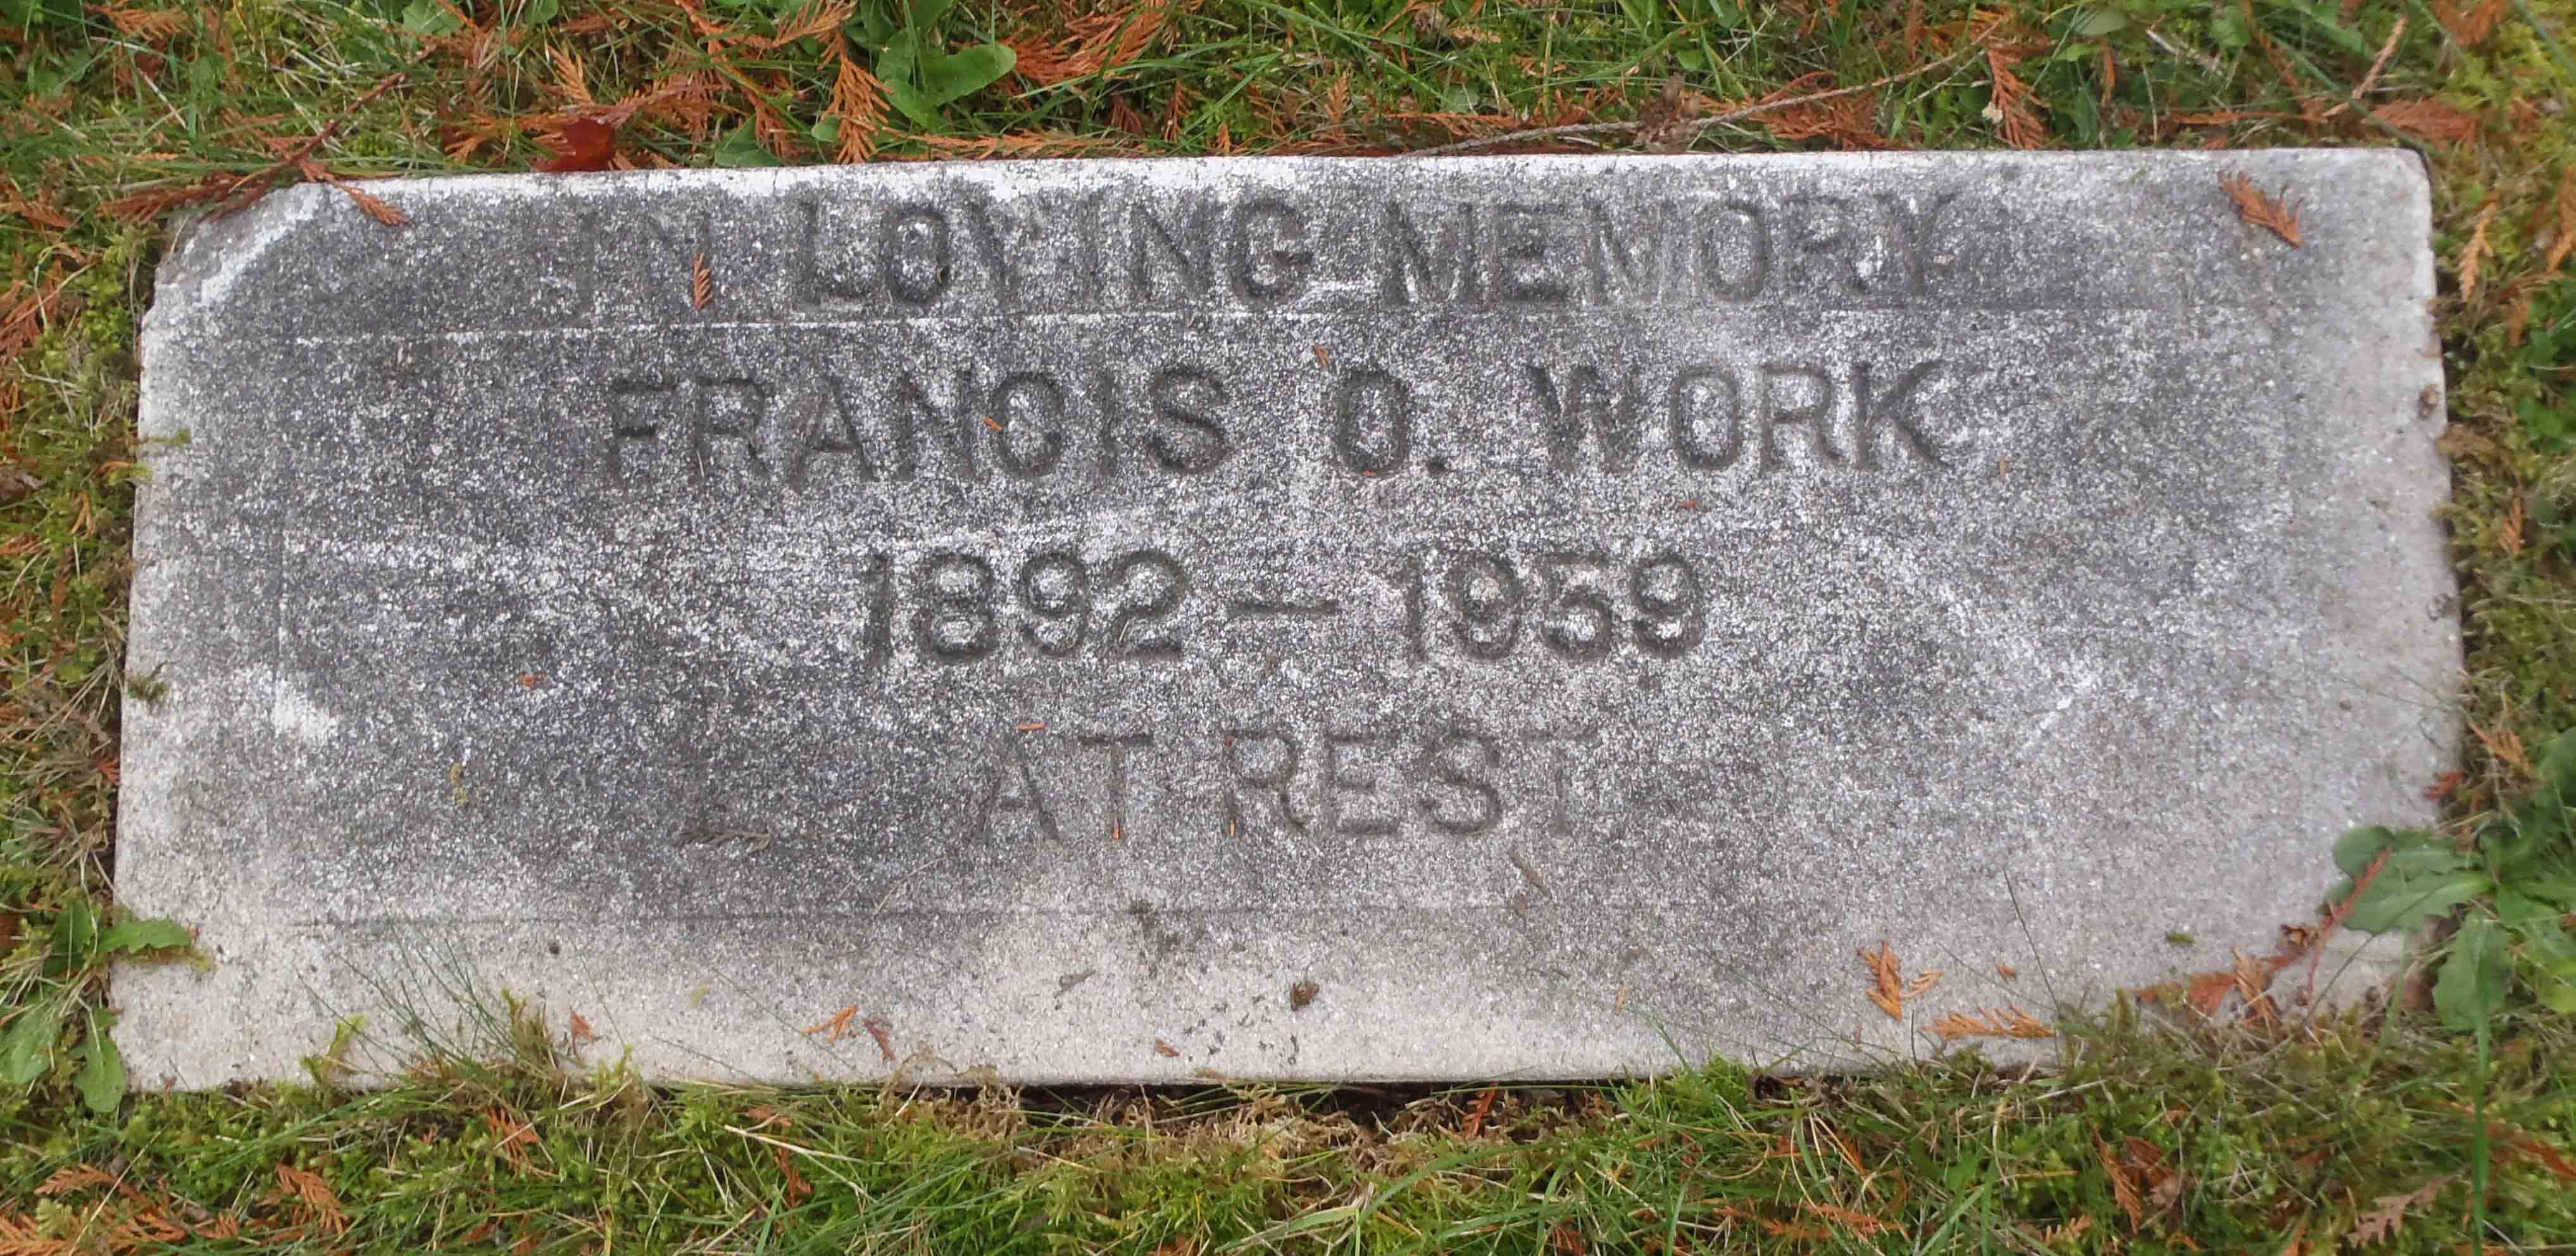 IN LOVING MEMORY
FRANCIS O. WORK
1892 — 1959
AT REST